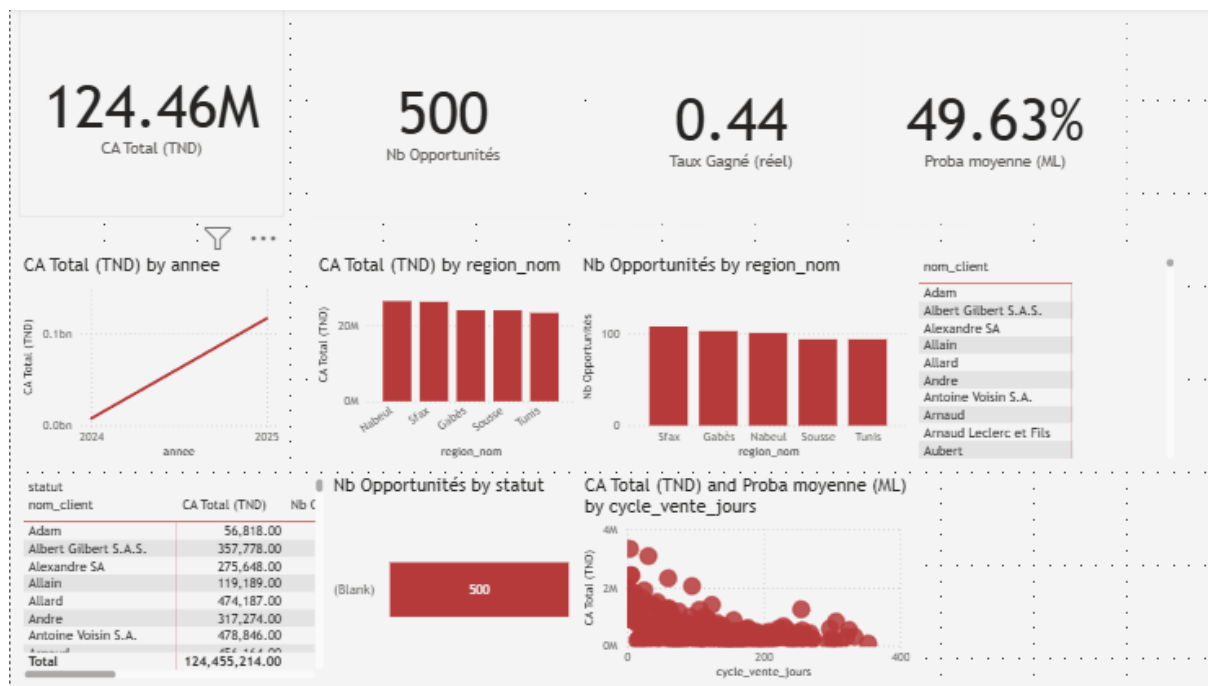 124.46M
CA Total (TND)
500
Nb Opportunités
0.44
Taux Gagné (réel)
49.63%
Proba moyenne (ML)
CA Total (TND) by annee
CA Total (TND)
0.1bn
0.0bn
2024
2025
annee
CA Total (TND) by region_nom
CA Total (TND)
20M
0M
Nabeul
Sfax
Gabès
Sousse
Tunis
region_nom
Nb Opportunités by region_nom
Nb Opportunités
100
0
Sfax
Gabès
Nabeul
Sousse
Tunis
region_nom
nom_client
Adam
Albert Gilbert S.A.S.
Alexandre SA
Allain
Allard
Andre
Antoine Voisin S.A.
Arnaud
Arnaud Leclerc et Fils
Aubert
statut
nom_client CA Total (TND) Nb O
Adam 56,818.00
Albert Gilbert S.A.S. 357,778.00
Alexandre SA 275,648.00
Allain 119,189.00
Allard 474,187.00
Andre 317,274.00
Antoine Voisin S.A. 478,846.00
Total 124,455,214.00
Nb Opportunités by statut
(Blank)
500
CA Total (TND) and Proba moyenne (ML)
by cycle_vente_jours
CA Total (TND)
4M
2M
0M
0
200
400
cycle_vente_jours